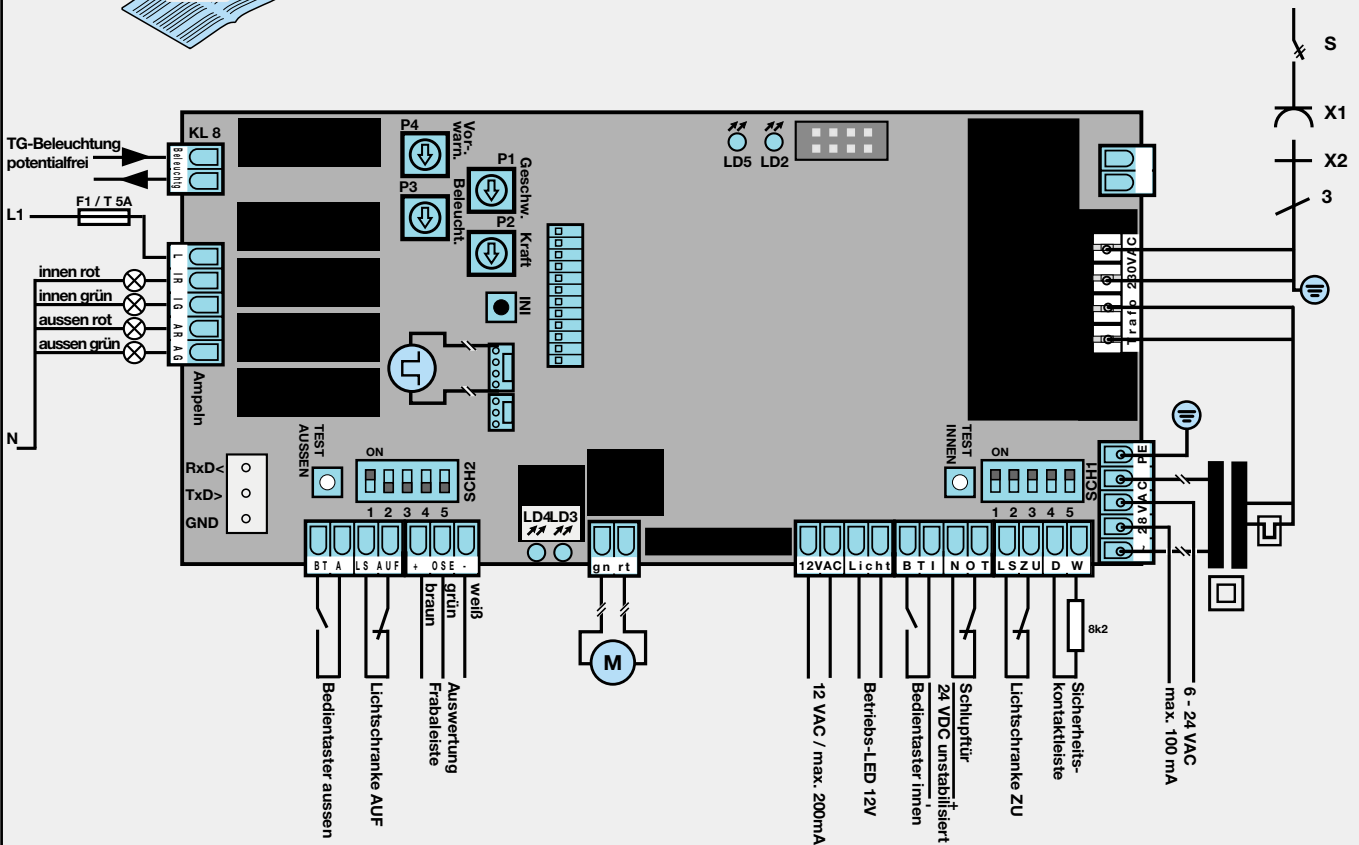 S
X1
X2
3
TG-Beleuchtung
potentialfrei
KL 8
Beleuchtg
L1
F1 / T 5A
L
IR
IG
AR
AG
innen rot
innen grün
aussen rot
aussen grün
Ampeln
N
P4
Vor-
warn.
P3
Beleucht.
P1
Geschw.
P2
Kraft
INI
LD5
LD2
Trafo 230VAC
RxD<
TxD>
GND
TEST
AUSSEN
ON
SCH2
1 2 3 4 5
LD4
LD3
TEST
INNEN
ON
SCH1
1 2 3 4 5
PE
28 VAC
~
BT A
LS AUF
+ OSE -
gn rt
12VAC
Licht
BTI
NOT
LSZU
D W
braun
grün
weiß
M
8k2
Bedientaster aussen
Lichtschranke AUF
Auswertung
Frabaleiste
12 VAC / max. 200mA
Betriebs-LED 12V
Bedientaster innen
-
+
24 VDC unstabilisiert
Schlupftür
Lichtschranke ZU
Sicherheits-
kontaktleiste
6 - 24 VAC
max. 100 mA